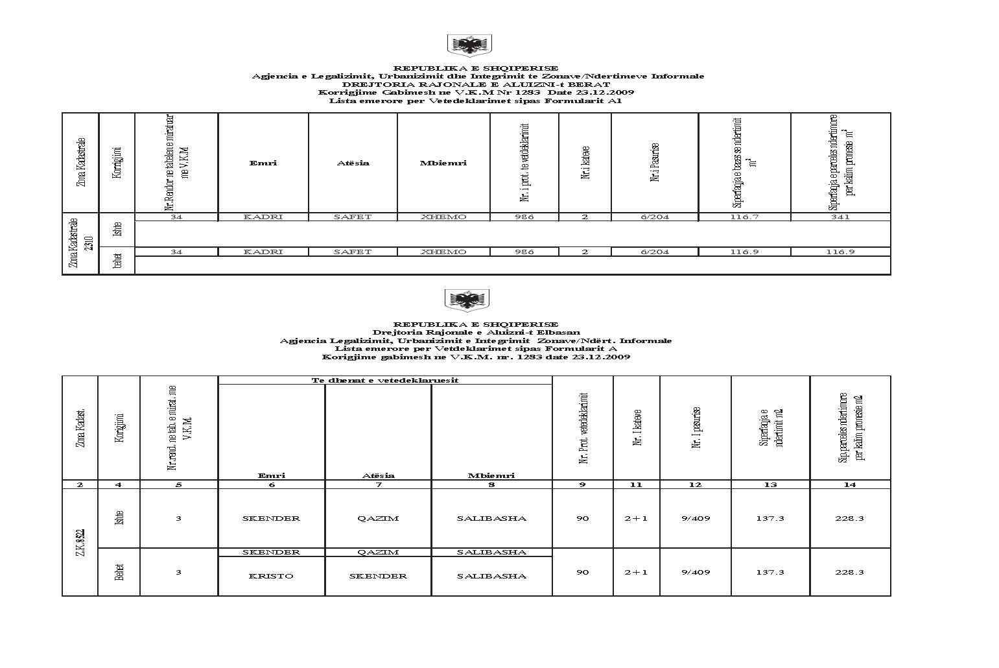 REPUBLIKA E SHQIPERISE
Agjencia e Legalizimit, Urbanizimit dhe Integrimit te Zonave/Ndertimeve Informale
DREJTORIA RAJONALE E ALUIZNI-t BERAT
Korrigjime Gabimesh ne V.K.M Nr 1283 Date 23.12.2009
Lista emerore per Vetedeklarimet sipas Formularit A1
Zona Kadastrale
Korrigjimi
Nr.Rendor ne tabelen e miratuar
me V.K.M
Emri
Atësia
Mbiemri
Nr. i prot. te vetdeklarimit
Nr.i kateve
Nr.i Pasurise
Siperfaqja e bazes se ndertimit
m²
Siperfaqja e parceles ndertimore
per kalim pronesie m²
Zona Kadastrale
2310
Ishte
34 KADRI SAFET XHEMO 986 2 6/204 116.7 341
behet
34 KADRI SAFET XHEMO 986 2 6/204 116.9 116.9
REPUBLIKA E SHQIPERISE
Drejtoria Rajonale e Aluizni-t Elbasan
Agjencia Legalizimit, Urbanizimit e Integrimit Zonave/Ndërt. Informale
Lista emerore per Vetdeklarimet sipas Formularit A
Korigjime gabimesh ne V.K.M. nr. 1283 date 23.12.2009
Zona Kadast.
Korigjimi
Nr.rend. ne tab. e mirat. me
V.K.M.
Te dhenat e vetedeklaruesit
Emri Atësia Mbiemri
Nr. Prot. vetedeklarimit
Nr. I kateve
Nr. I pasurise
Siperfaqja e
ndertimit m2
Sip.parceles ndertimore
per kalim pronesie m2
2 4 5 6 7 8 9 11 12 13 14
Z.K.8522
Ishte
3 SKENDER QAZIM SALIBASHA 90 2+1 9/409 137.3 228.3
Behet
SKENDER QAZIM SALIBASHA
3 90 2+1 9/409 137.3 228.3
KRISTO SKENDER SALIBASHA